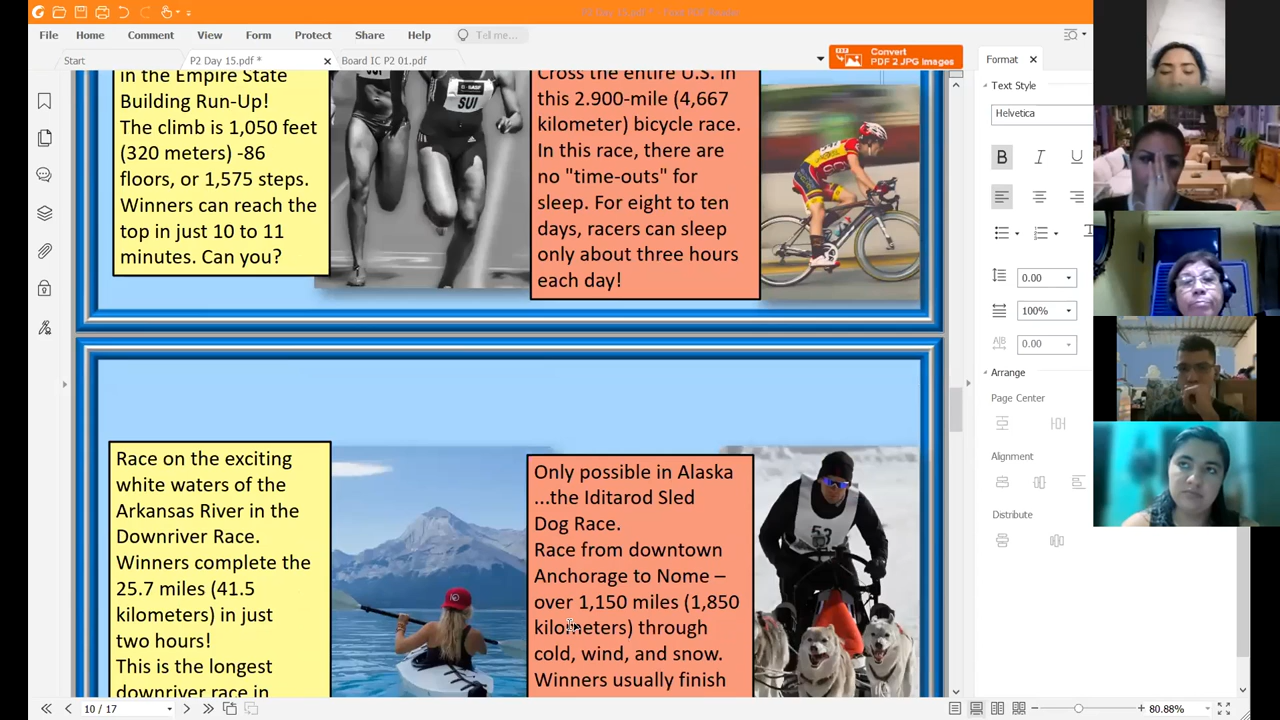 File
Home
Comment
View
Form
Protect
Share
Help
Tell me...
Start
P2 Day 15.pdf *
Board IC P2 01.pdf
Convert
PDF 2 JPG Images
in the Empire State
Building Run-Up!
The climb is 1,050 feet
(320 meters) -86
floors, or 1,575 steps.
Winners can reach the
top in just 10 to 11
minutes. Can you?
SUI
Cross the entire U.S. in
this 2.900-mile (4,667
kilometer) bicycle race.
In this race, there are
no "time-outs" for
sleep. For eight to ten
days, racers can sleep
only about three hours
each day!
Race on the exciting
white waters of the
Arkansas River in the
Downriver Race.
Winners complete the
25.7 miles (41.5
kilometers) in just
two hours!
This is the longest
downriver race in
Only possible in Alaska
...the Iditarod Sled
Dog Race.
Race from downtown
Anchorage to Nome –
over 1,150 miles (1,850
kilometers) through
cold, wind, and snow.
Winners usually finish
53
Format
Text Style
Helvetica
B I U
0.00
100%
0.00
Arrange
Page Center
Alignment
Distribute
10 / 17
80.88%